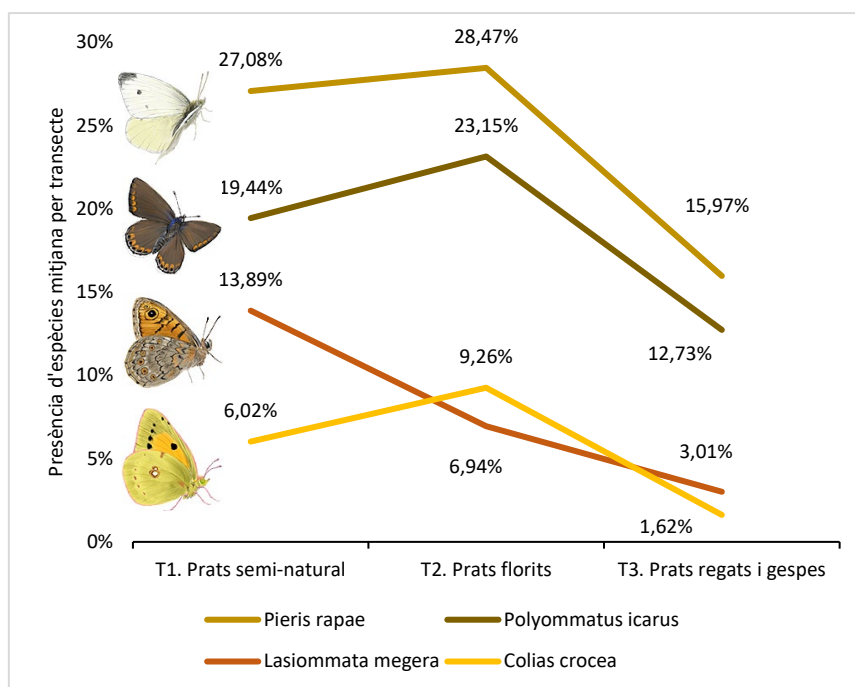 Presència d'espècies mitjana per transecte
30%
25%
20%
15%
10%
5%
0%
27,08%
28,47%
15,97%
19,44%
23,15%
12,73%
13,89%
6,94%
3,01%
6,02%
9,26%
1,62%
T1. Prats semi-natural
T2. Prats florits
T3. Prats regats i gespes
Pieris rapae
Polyommatus icarus
Lasiommata megera
Colias crocea